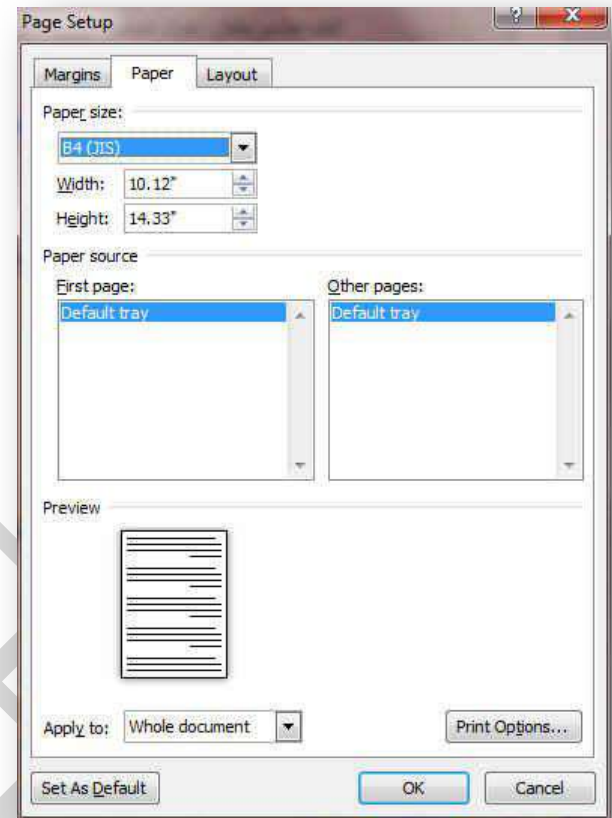 Page Setup
Margins Paper Layout
Paper size:
B4 (JIS)
Width: 10.12"
Height: 14.33"
Paper source
First page: Other pages:
Default tray Default tray
Preview
Apply to: Whole document Print Options...
Set As Default OK Cancel